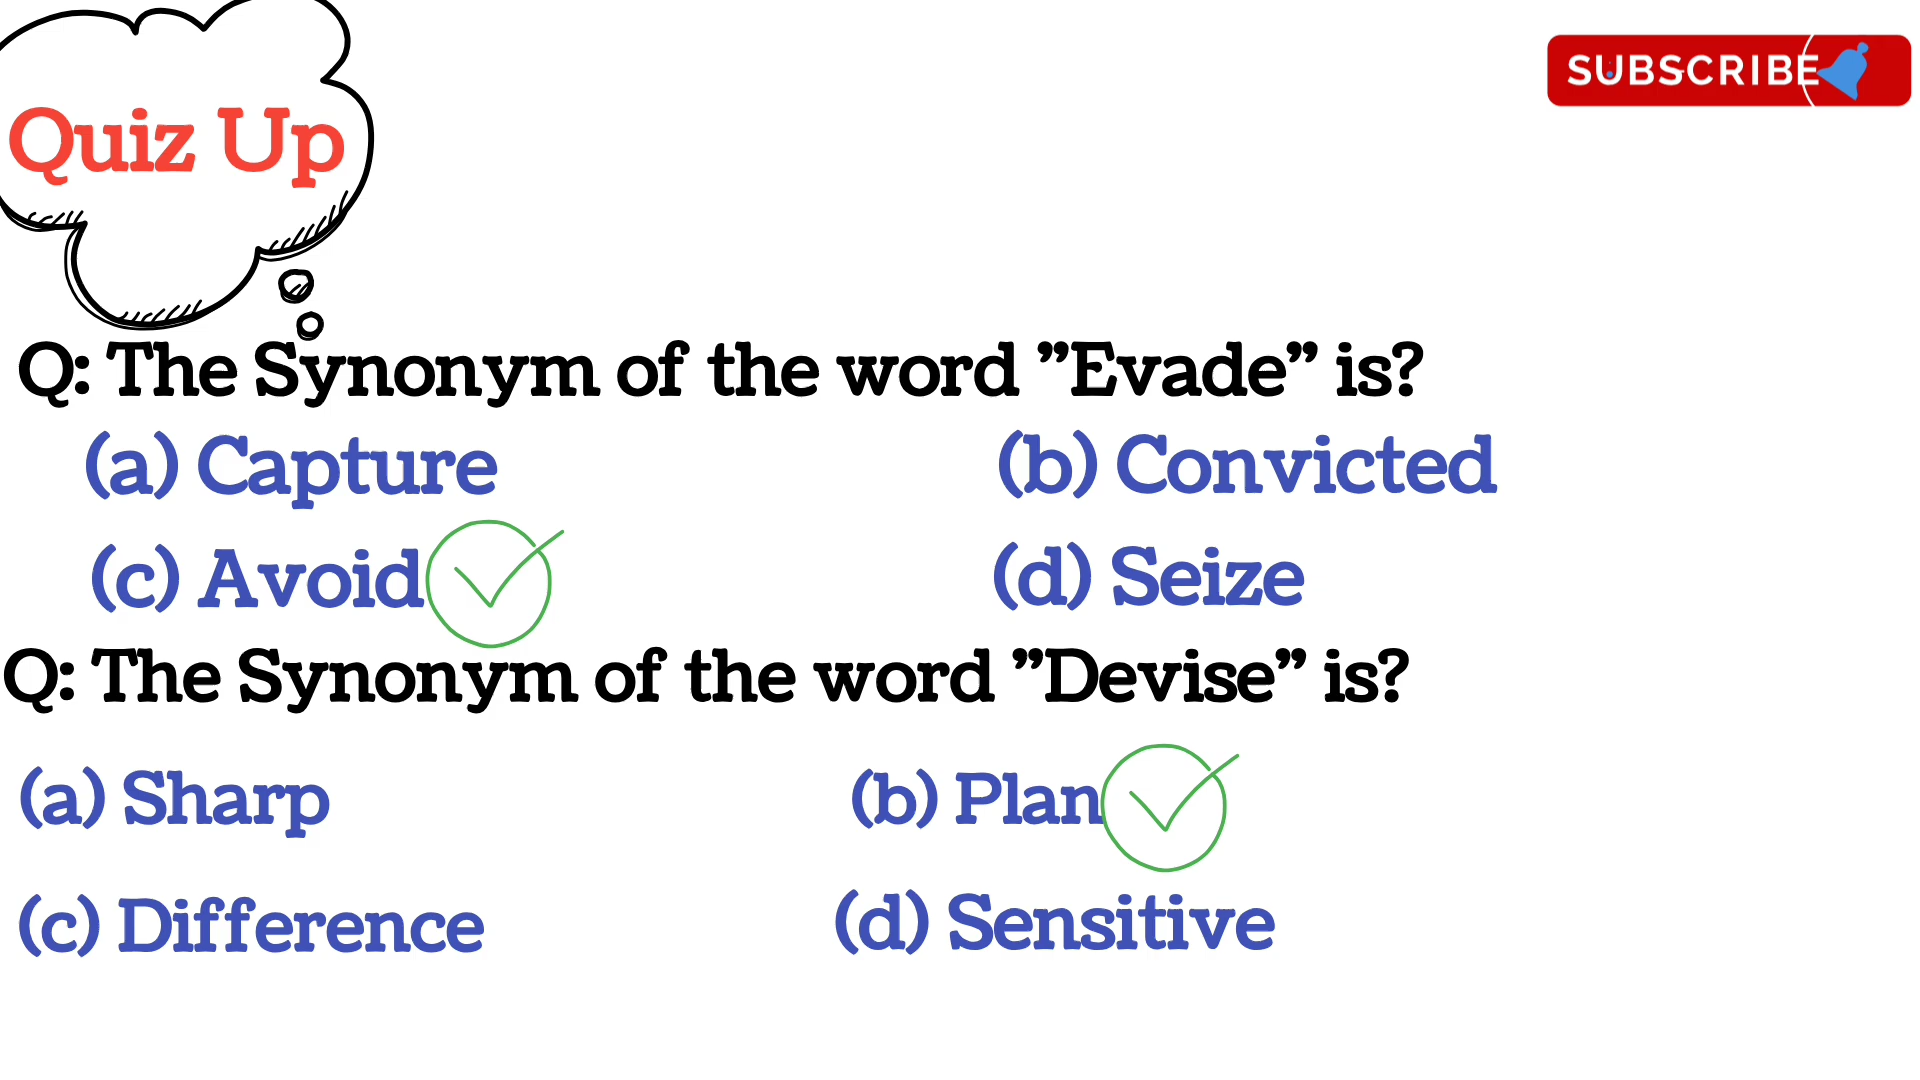 Quiz Up
SUBSCRIBE
Q: The Synonym of the word ”Evade” is?
(a) Capture (b) Convicted
(c) Avoid (d) Seize
Q: The Synonym of the word ”Devise” is?
(a) Sharp (b) Plan
(c) Difference (d) Sensitive